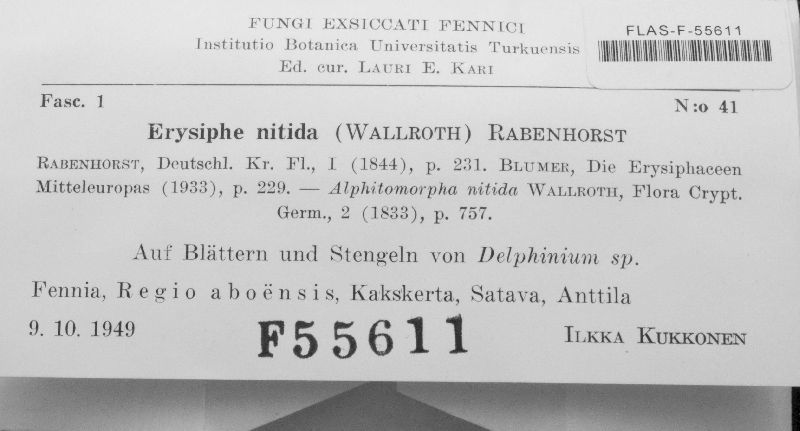 FUNGI EXSICCATI FENNICI
Institutio Botanica Universitatis Turkuensis
Ed. cur. LAURI E. KARI
FLAS-F-55611
Fasc. 1
N:o 41
Erysiphe nitida (WALLROTH) RABENHORST
RABENHORST, Deutschl. Kr. Fl., 1 (1844), p. 231. BLUMER, Die Erysiphaceen
Mitteleuropas (1933), p. 229. — Alphitomorpha nitida WALLROTH, Flora Crypt.
Germ., 2 (1833), p. 757.
Auf Blättern und Stengeln von Delphinium sp.
Fennia, Regio aboënsis, Kakskerta, Satava, Anttila
9. 10. 1949
F55611
ILKKA KUKKONEN